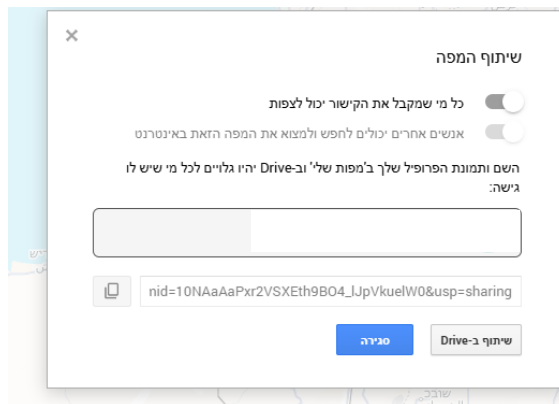 שיתוף המפה
כל מי שמקבל את הקישור יכול לצפות
אנשים אחרים יכולים לחפש ולמצוא את המפה הזאת באינטרנט
השם ותמונת הפרופיל שלך ב'מפות שלי' וב-Drive יהיו גלויים לכל מי שיש לו
גישה:
nid=10NAaAaPxr2VSXEth9BO4_lJpVkuelW0&usp=sharing
שיתוף ב-Drive
סגירה